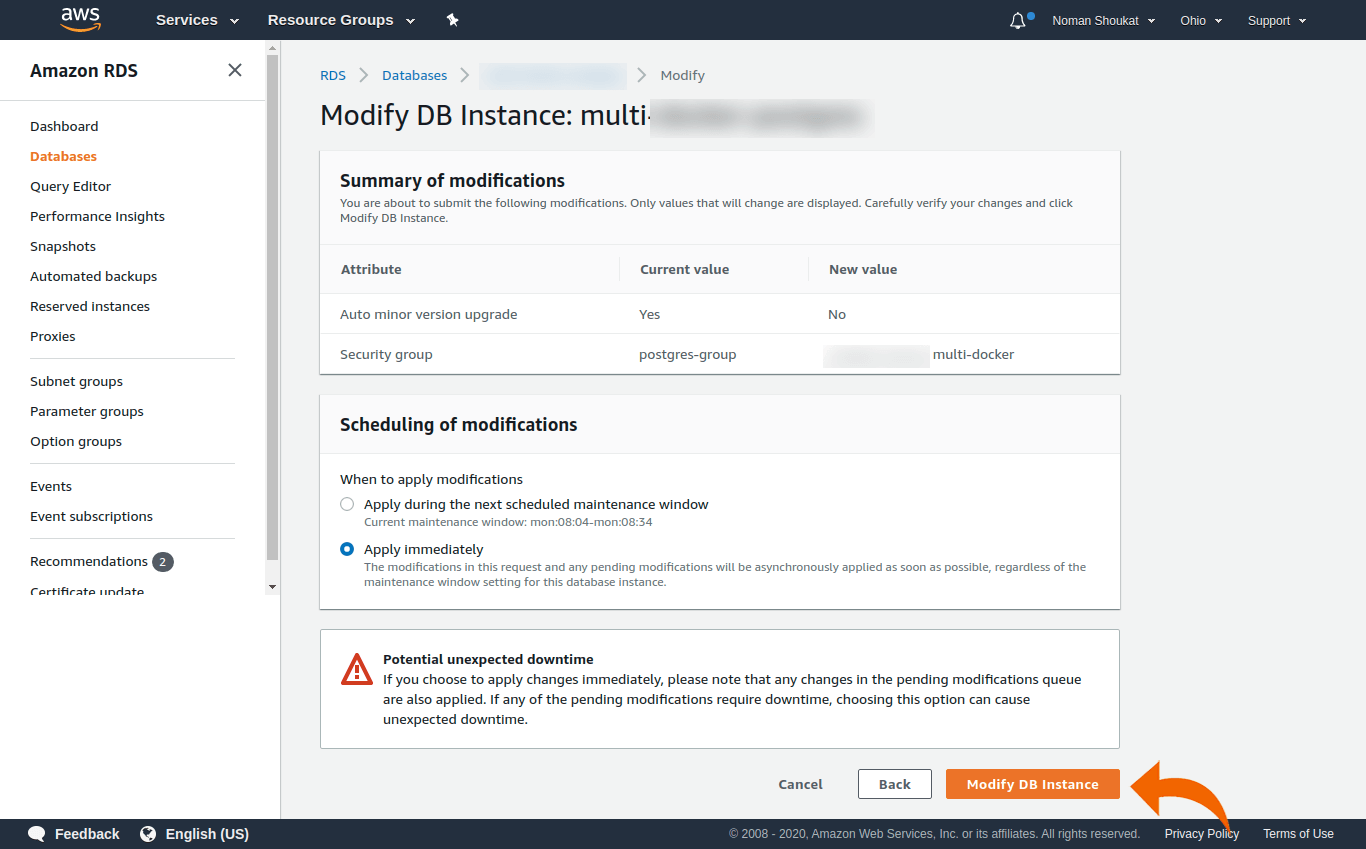 aws Services Resource Groups Noman Shoukat Ohio Support
Amazon RDS
Dashboard
Databases
Query Editor
Performance Insights
Snapshots
Automated backups
Reserved instances
Proxies
Subnet groups
Parameter groups
Option groups
Events
Event subscriptions
Recommendations 2
Certificate update
RDS Databases Modify
Modify DB Instance: multi-
Summary of modifications
You are about to submit the following modifications. Only values that will change are displayed. Carefully verify your changes and click
Modify DB Instance.
Attribute Current value New value
Auto minor version upgrade Yes No
Security group postgres-group multi-docker
Scheduling of modifications
When to apply modifications
Apply during the next scheduled maintenance window
Current maintenance window: mon:08:04-mon:08:34
Apply immediately
The modifications in this request and any pending modifications will be asynchronously applied as soon as possible, regardless of the
maintenance window setting for this database instance.
Potential unexpected downtime
If you choose to apply changes immediately, please note that any changes in the pending modifications queue
are also applied. If any of the pending modifications require downtime, choosing this option can cause
unexpected downtime.
Cancel Back Modify DB Instance
Feedback English (US) © 2008 - 2020, Amazon Web Services, Inc. or its affiliates. All rights reserved. Privacy Policy Terms of Use